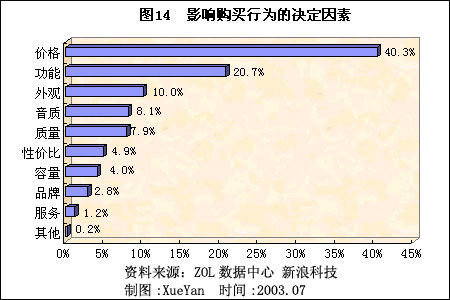 图14 影响购买行为的决定因素
价格 40.3%
功能 20.7%
外观 10.0%
音质 8.1%
质量 7.9%
性价比 4.9%
容量 4.0%
品牌 2.8%
服务 1.2%
其他 0.2%
0% 5% 10% 15% 20% 25% 30% 35% 40% 45%
资料来源: ZOL数据中心 新浪科技
制图:XueYan 时间:2003.07